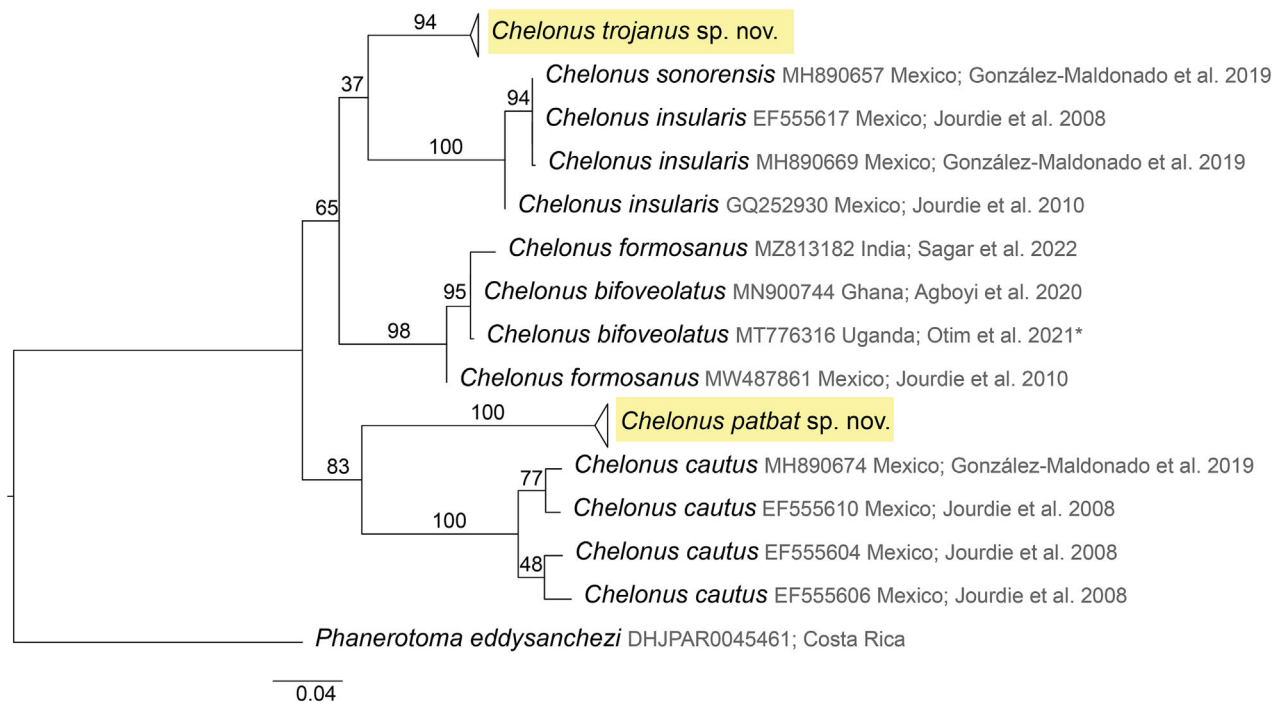 94
Chelonus trojanus sp. nov.
37
Chelonus sonorensis MH890657 Mexico; González-Maldonado et al. 2019
94
Chelonus insularis EF555617 Mexico; Jourdie et al. 2008
100
Chelonus insularis MH890669 Mexico; González-Maldonado et al. 2019
65
Chelonus insularis GQ252930 Mexico; Jourdie et al. 2010
Chelonus formosanus MZ813182 India; Sagar et al. 2022
95
Chelonus bifoveolatus MN900744 Ghana; Agboyi et al. 2020
98
Chelonus bifoveolatus MT776316 Uganda; Otim et al. 2021*
Chelonus formosanus MW487861 Mexico; Jourdie et al. 2010
100
Chelonus patbat sp. nov.
83
Chelonus cautus MH890674 Mexico; González-Maldonado et al. 2019
77
Chelonus cautus EF555610 Mexico; Jourdie et al. 2008
100
Chelonus cautus EF555604 Mexico; Jourdie et al. 2008
48
Chelonus cautus EF555606 Mexico; Jourdie et al. 2008
Phanerotoma eddysanchezi DHJPAR0045461; Costa Rica
0.04